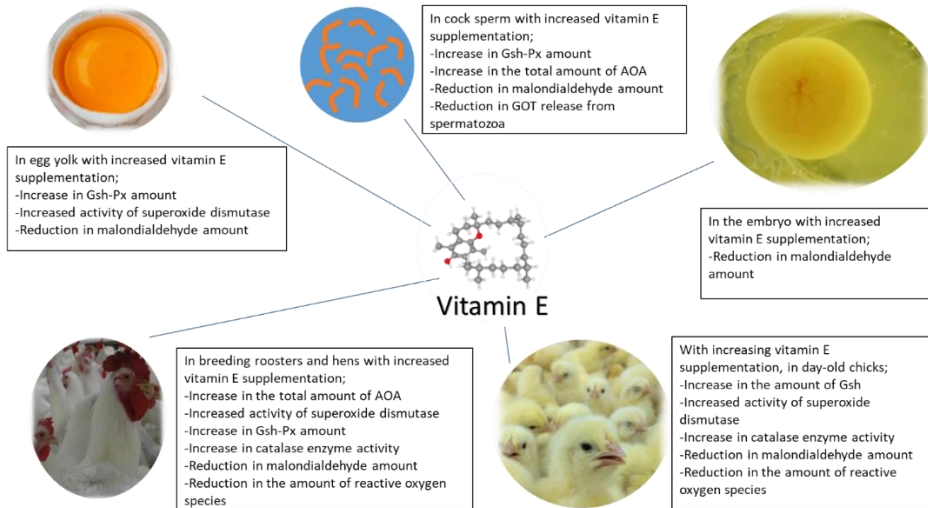 In cock sperm with increased vitamin E
supplementation;
-Increase in Gsh-Px amount
-Increase in the total amount of AOA
-Reduction in malondialdehyde amount
-Reduction in GOT release from
spermatozoa
In egg yolk with increased vitamin E
supplementation;
-Increase in Gsh-Px amount
-Increased activity of superoxide dismutase
-Reduction in malondialdehyde amount
In the embryo with increased
vitamin E supplementation;
-Reduction in malondialdehyde
amount
Vitamin E
In breeding roosters and hens with increased
vitamin E supplementation;
-Increase in the total amount of AOA
-Increased activity of superoxide dismutase
-Increase in Gsh-Px amount
-Increase in catalase enzyme activity
-Reduction in malondialdehyde amount
-Reduction in the amount of reactive oxygen
species
With increasing vitamin E
supplementation, in day-old chicks;
-Increase in the amount of Gsh
-Increased activity of superoxide
dismutase
-Increase in catalase enzyme activity
-Reduction in malondialdehyde amount
-Reduction in the amount of reactive
oxygen species